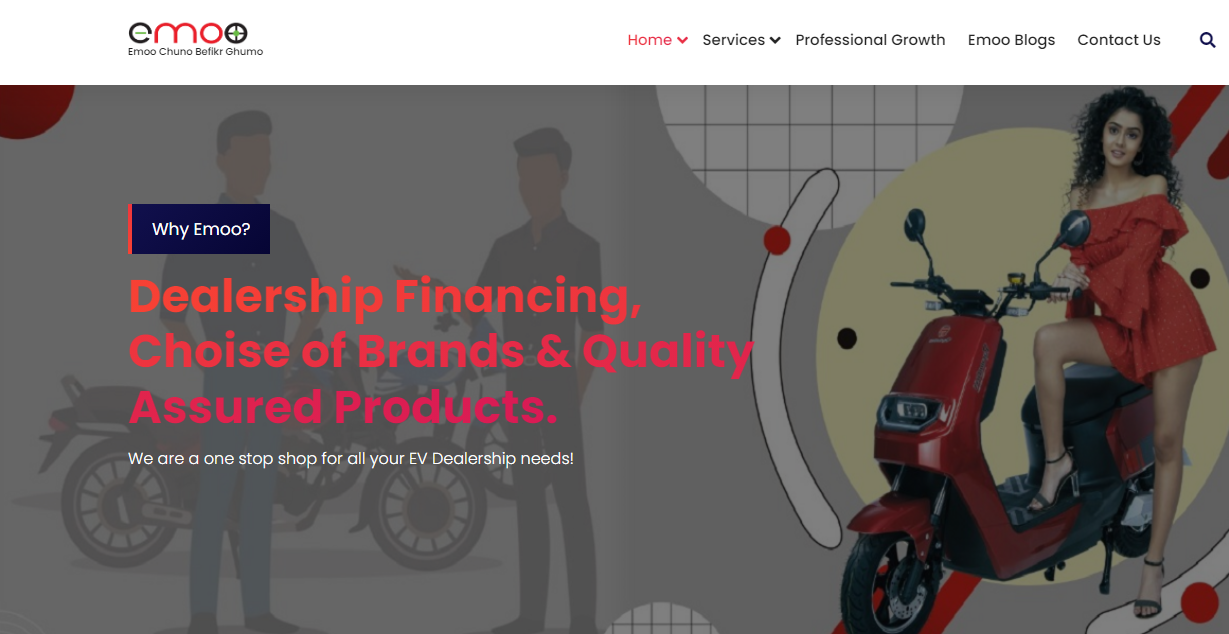 emoo
Emoo Chuno Befikr Ghumo
Home
Services
Professional Growth
Emoo Blogs
Contact Us
Why Emoo?
Dealership Financing,
Choise of Brands & Quality
Assured Products.
We are a one stop shop for all your EV Dealership needs!